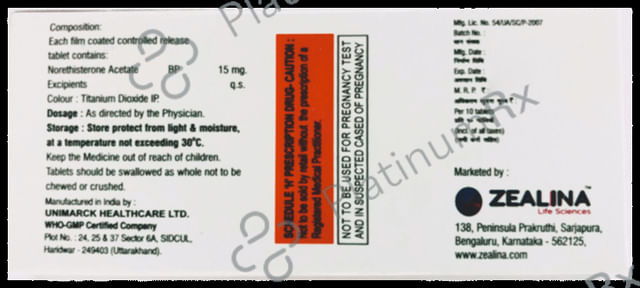 Composition:
Each film coated controlled release
tablet contains:
Norethisterone Acetate BP 15 mg.
Excipients q.s.
Colour : Titanium Dioxide IP.
Dosage : As directed by the Physician.
Storage : Store protect from light & moisture,
at a temperature not exceeding 30°C.
Keep the Medicine out of reach of children.
Tablets should be swallowed as whole not to be
chewed or crushed.
Manufactured in India by :
UNIMARCK HEALTHCARE LTD.
WHO-GMP Certified Company
Plot No. : 24, 25 & 37 Sector 6A, SIDCUL,
Haridwar - 249403 (Uttarakhand).
SCHEDULE 'H' PRESCRIPTION DRUG- CAUTION :
Not to be sold by retail without the prescription of a
Registered Medical Practitioner.
NOT TO BE USED FOR PREGNANCY TEST
AND IN SUSPECTED CASED OF PREGNANCY
Mfg. Lic. No. 54/UA/SC/P-2007
Batch No. :
Mfg. Date :
Exp. Date :
M. R. P. ₹ :
Per 10 tablets
(incl. of all taxes)
Marketed by :
ZEALINA™
Life Sciences
138, Peninsula Prakruthi, Sarjapura,
Bengaluru, Karnataka - 562125,
www.zealina.com
Platinum Rx